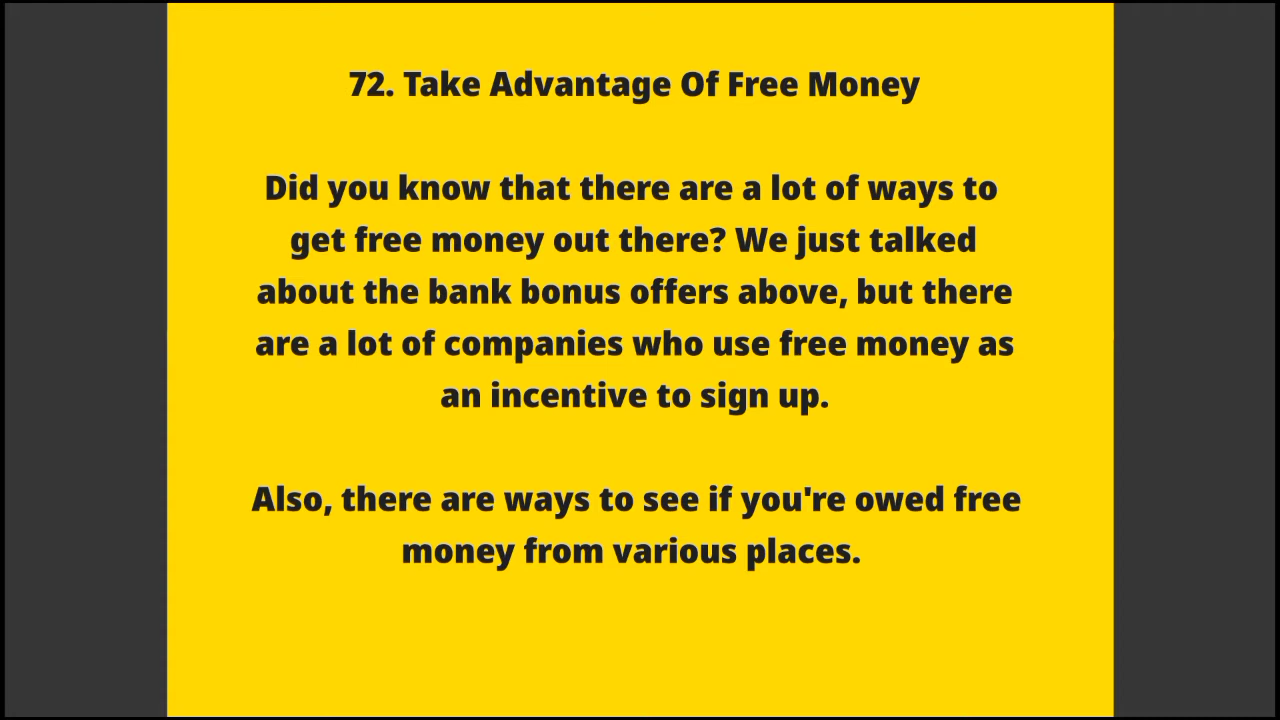 72. Take Advantage Of Free Money
Did you know that there are a lot of ways to
get free money out there? We just talked
about the bank bonus offers above, but there
are a lot of companies who use free money as
an incentive to sign up.
Also, there are ways to see if you're owed free
money from various places.